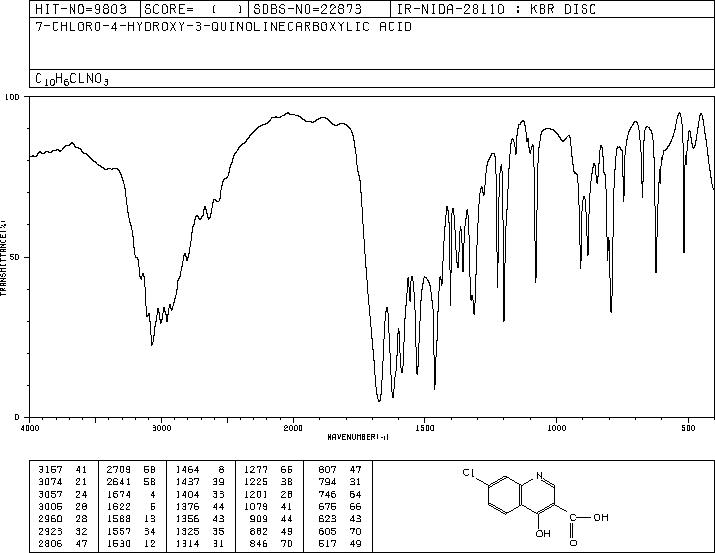 HIT-NO=9803 SCORE= ( ) SDBS-NO=22873 IR-NIDA-28110 : KBR DISC
7-CHLORO-4-HYDROXY-3-QUINOLINECARBOXYLIC ACID
C10H6CLNO3
100
50
0
TRANSMITTANCE(%)
4000 3000 2000 1500 1000 500
WAVENUMBER(-1)
3167 41 2709 60 1464 8 1277 66 807 47
3074 21 2641 58 1437 39 1225 38 794 31
3057 24 1674 4 1404 33 1201 28 746 64
3005 28 1622 5 1376 44 1079 41 676 66
2960 28 1588 13 1356 43 909 44 623 43
2923 32 1557 34 1325 35 882 49 605 70
2806 47 1530 12 1314 31 846 70 517 49
Cl N
C OH
OH O